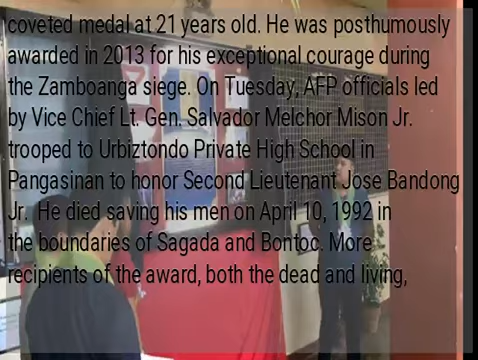 coveted medal at 21 years old. He was posthumously
awarded in 2013 for his exceptional courage during
the Zamboanga siege. On Tuesday, AFP officials led
by Vice Chief Lt. Gen. Salvador Melchor Mison Jr.
trooped to Urbiztondo Private High School in
Pangasinan to honor Second Lieutenant Jose Bandong
Jr. He died saving his men on April 10, 1992 in
the boundaries of Sagada and Bontoc. More
recipients of the award, both the dead and living,